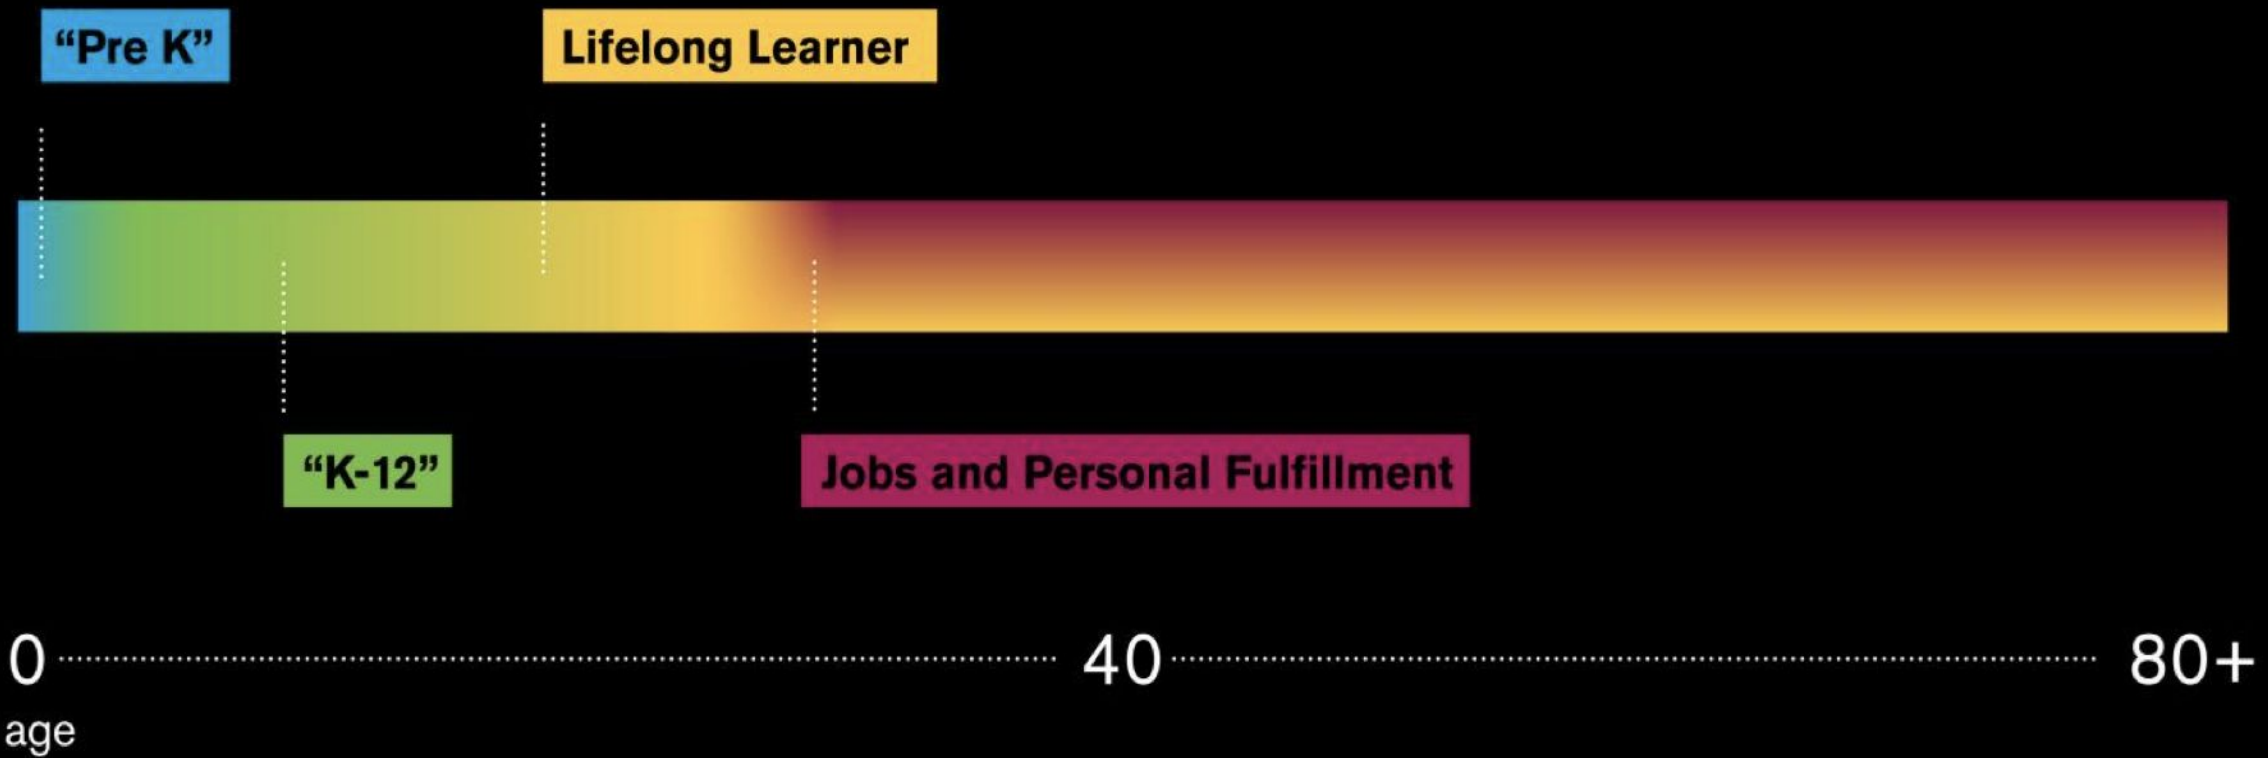 “Pre K”
Lifelong Learner
“K-12”
Jobs and Personal Fulfillment
0 40 80+
age